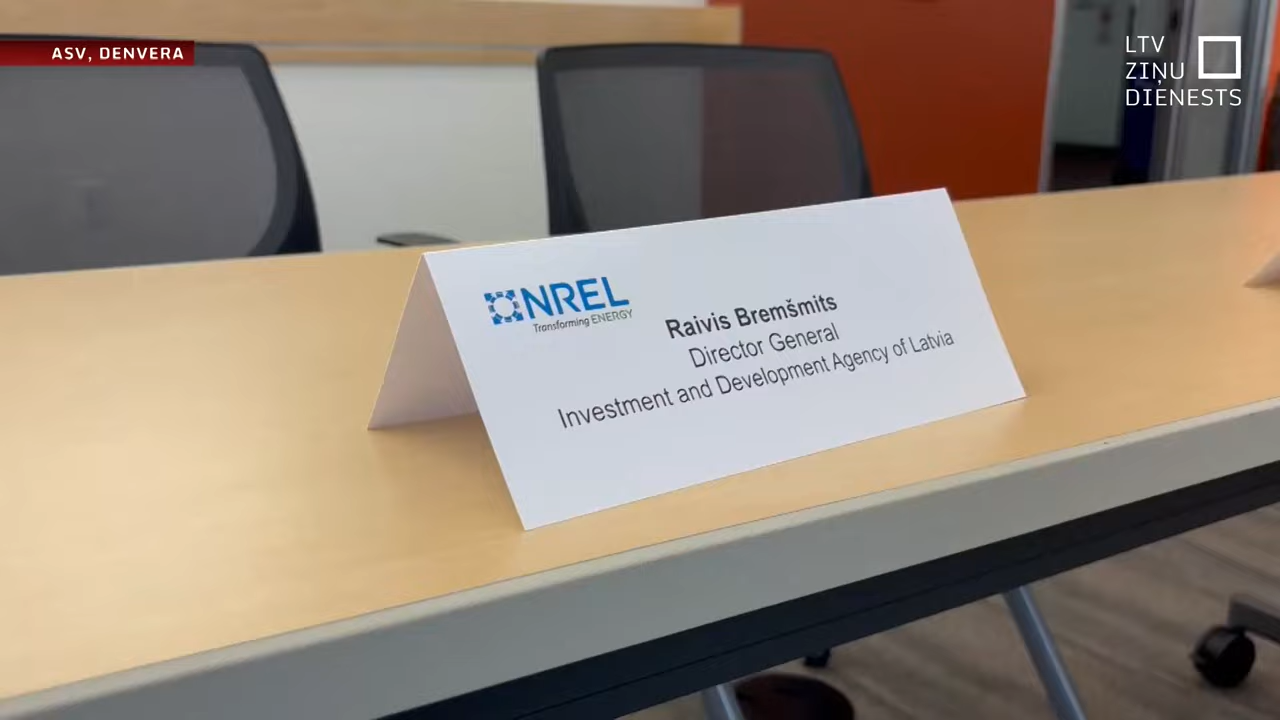 ASV, DENVERA
LTV
ZIŅU
DIENESTS
NREL
Transforming ENERGY
Raivis Bremšmits
Director General
Investment and Development Agency of Latvia